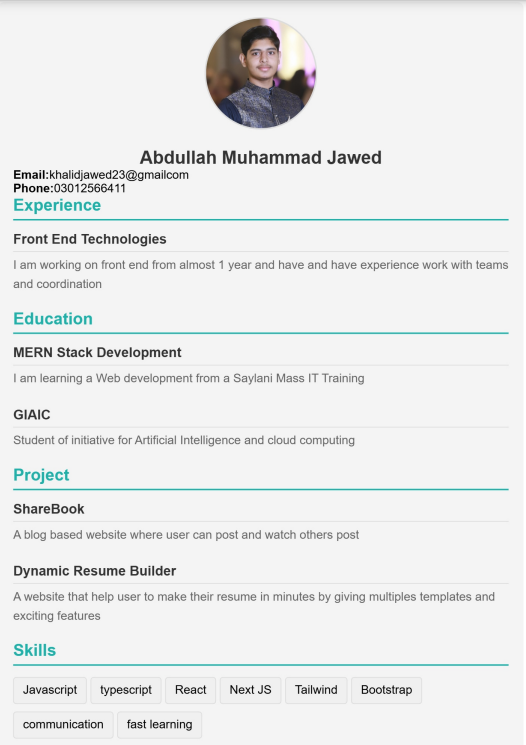 Abdullah Muhammad Jawed
Email:khalidjawed23@gmailcom
Phone:03012566411
Experience
Front End Technologies
I am working on front end from almost 1 year and have and have experience work with teams
and coordination
Education
MERN Stack Development
I am learning a Web development from a Saylani Mass IT Training
GIAIC
Student of initiative for Artificial Intelligence and cloud computing
Project
ShareBook
A blog based website where user can post and watch others post
Dynamic Resume Builder
A website that help user to make their resume in minutes by giving multiples templates and
exciting features
Skills
Javascript typescript React Next JS Tailwind Bootstrap
communication fast learning